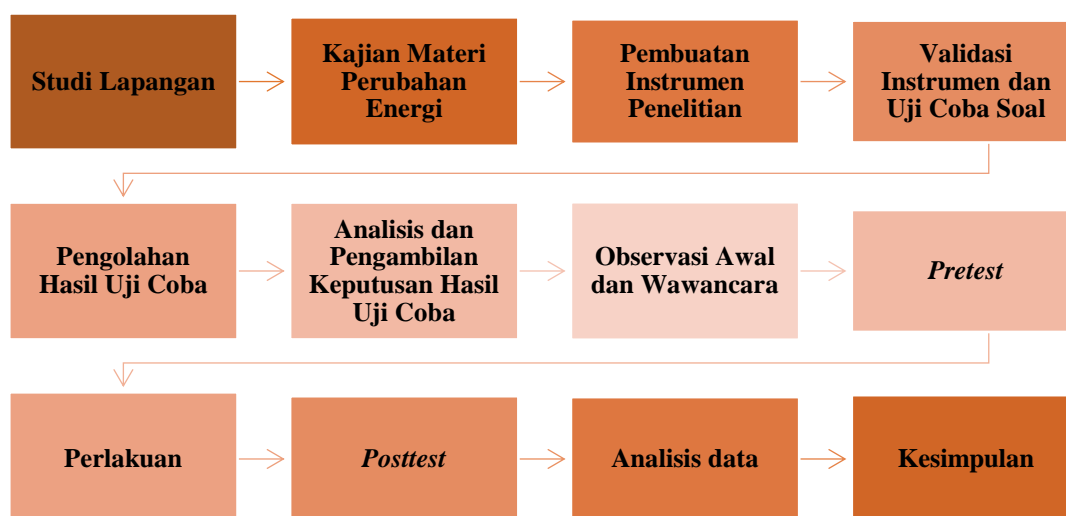 Studi Lapangan
Kajian Materi
Perubahan
Energi
Pembuatan
Instrumen
Penelitian
Validasi
Instrumen dan
Uji Coba Soal
Pengolahan
Hasil Uji Coba
Analisis dan
Pengambilan
Keputusan Hasil
Uji Coba
Observasi Awal
dan Wawancara
Pretest
Perlakuan
Posttest
Analisis data
Kesimpulan